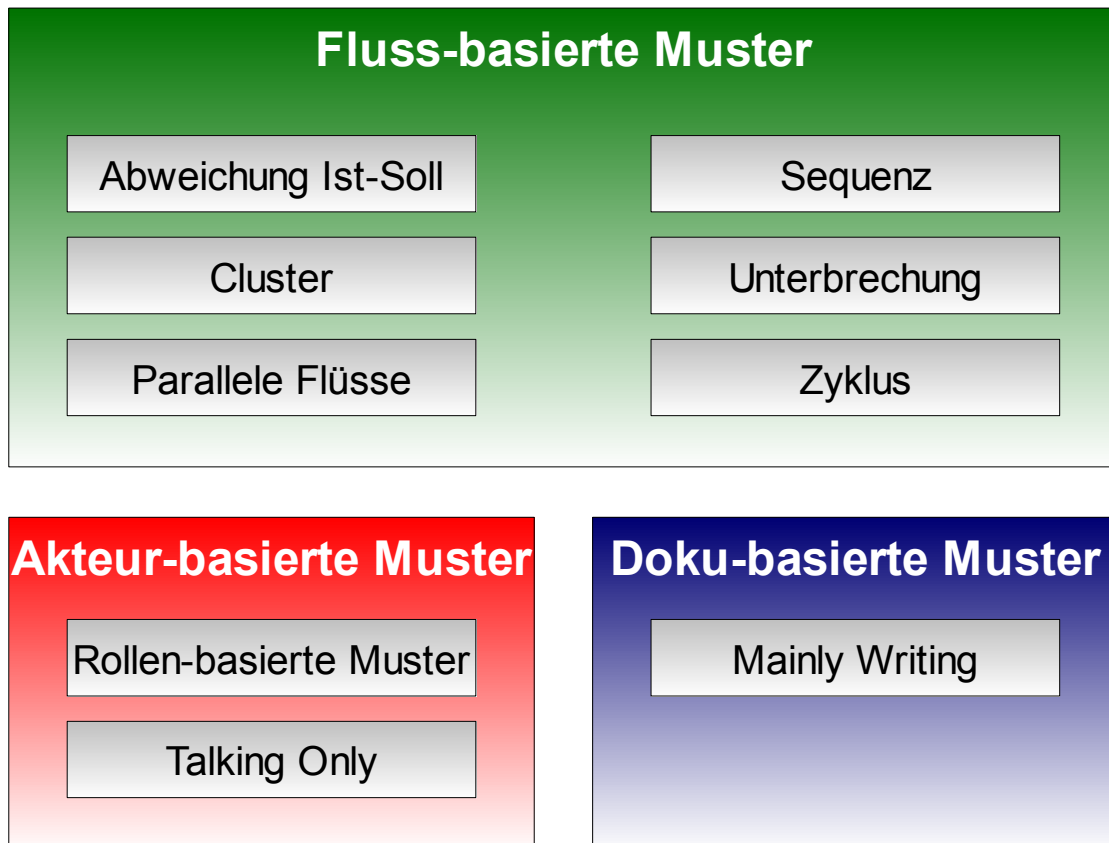 Fluss-basierte Muster
Abweichung Ist-Soll
Sequenz
Cluster
Unterbrechung
Parallele Flüsse
Zyklus
Akteur-basierte Muster
Rollen-basierte Muster
Talking Only
Doku-basierte Muster
Mainly Writing